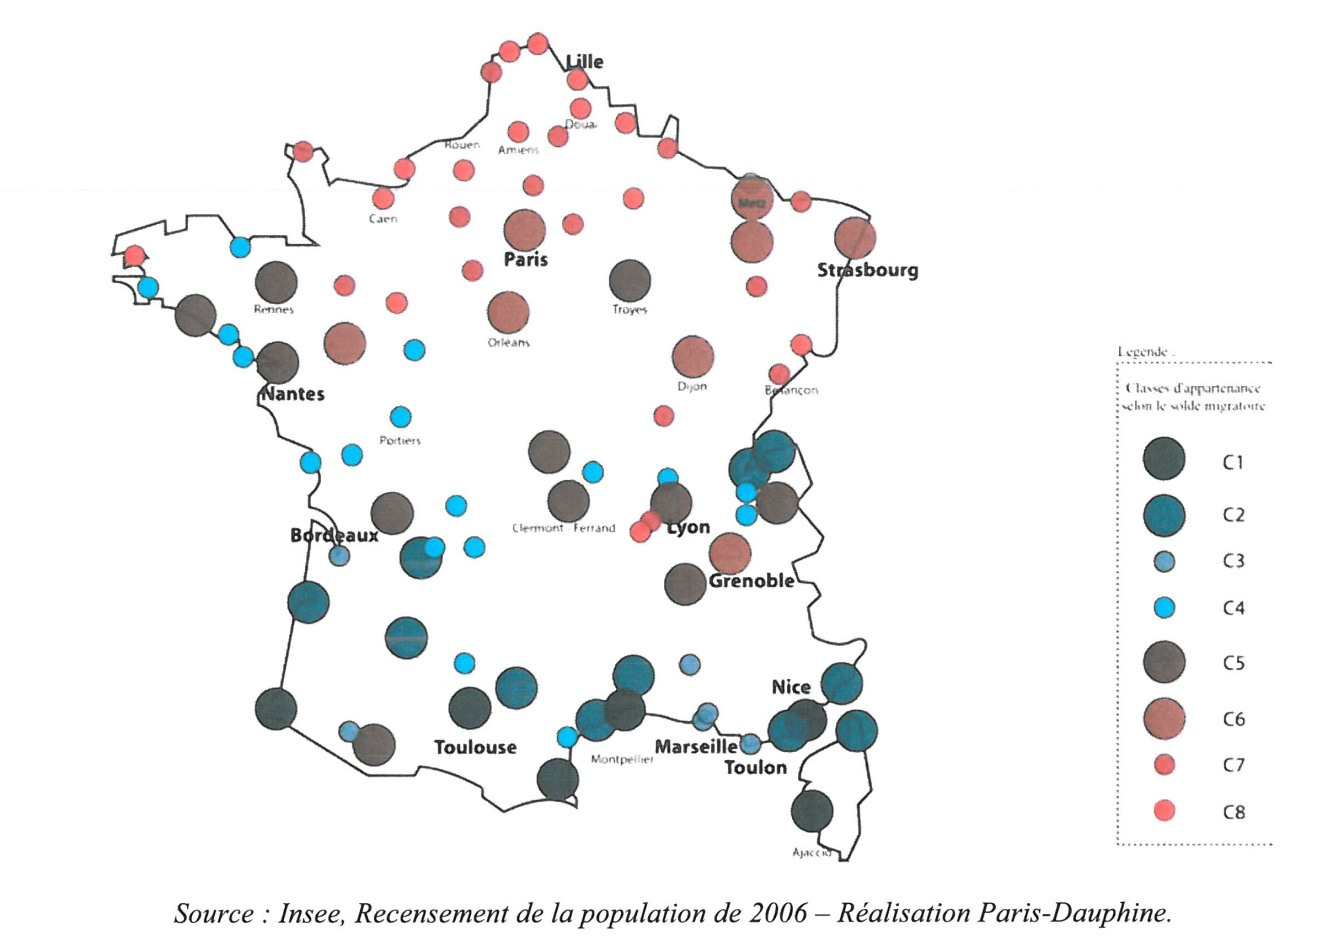 Lille
Douai
Rouen
Amiens
Metz
Caen
Paris
Strasbourg
Rennes
Troyes
Orléans
Dijon
Nantes
Besançon
Poitiers
Clermont - Ferrand
Lyon
Bordeaux
Grenoble
Nice
Toulouse
Marseille
Montpellier
Toulon
Ajaccio
Légende :
Classes d'appartenance
selon le solde migratoire
C1
C2
C3
C4
C5
C6
C7
C8
Source : Insee, Recensement de la population de 2006 – Réalisation Paris-Dauphine.